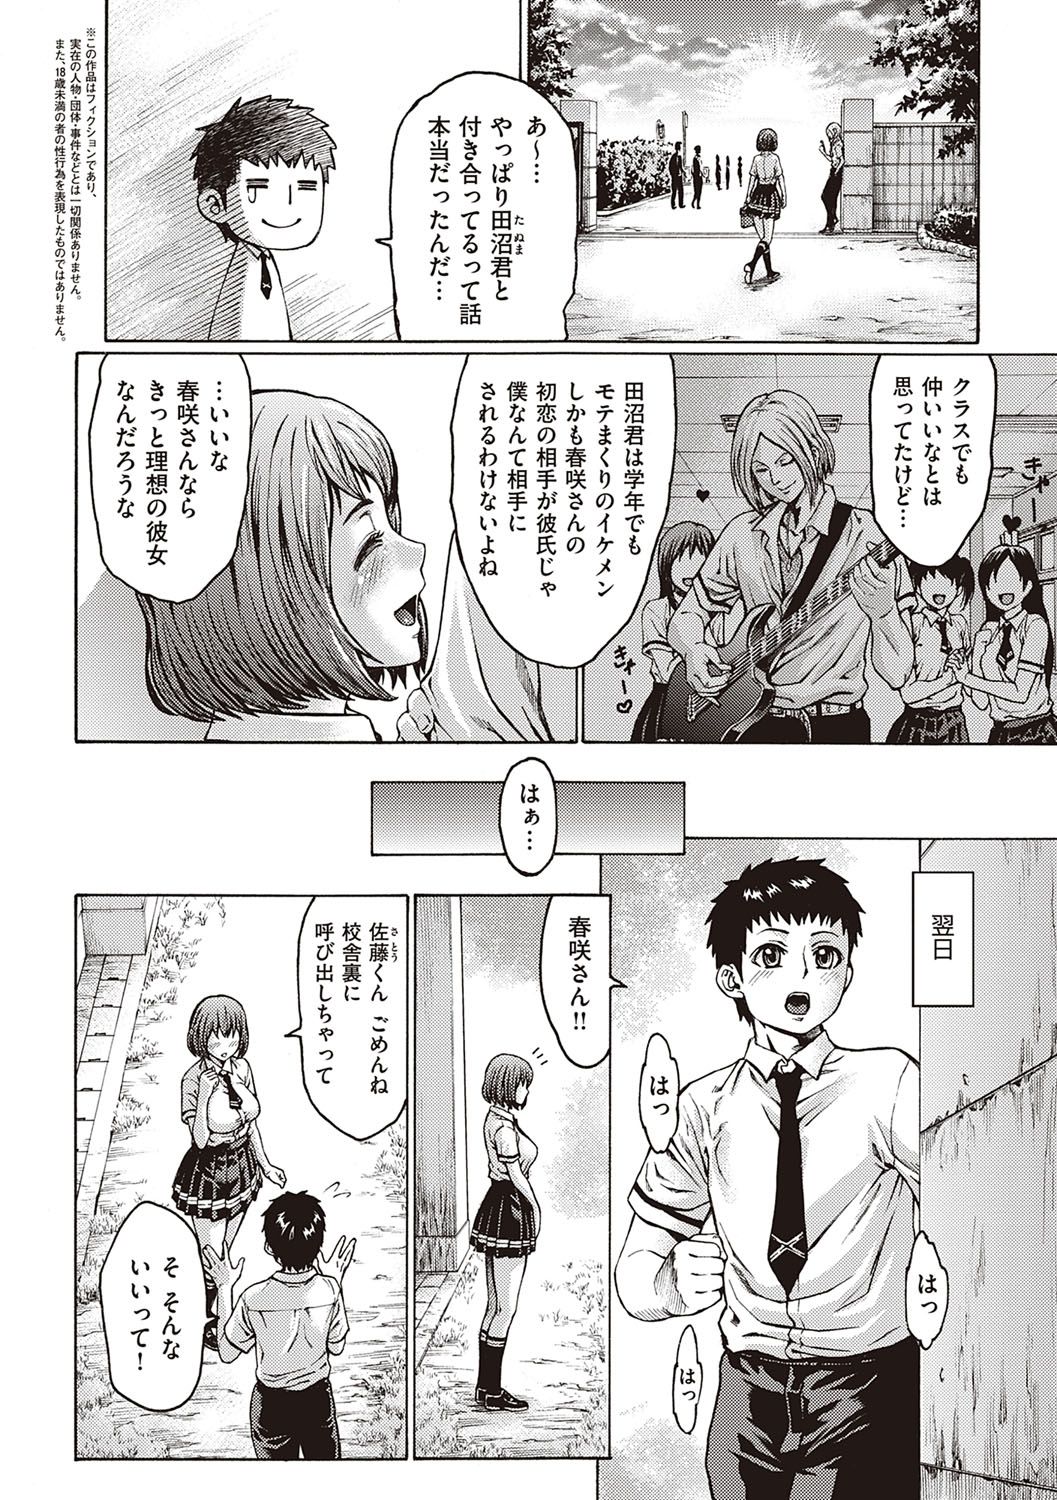 ※この作品はフィクションであり、
実在の人物・団体・事件などとは一切関係ありません。
また、18歳未満の者の性行為を表現したものではありません。
あ〜…
やっぱり田沼君と
たぬま
付き合ってるって話
本当だったんだ…
クラスでも
仲いいなとは
思ってたけど…
きゃー
きゃー♡
田沼君は学年でも
モテまくりのイケメン
しかも春咲さんの
初恋の相手が彼氏じゃ
僕なんて相手に
されるわけないよね
…いいな
春咲さんなら
きっと理想の彼女
なんだろうな
はぁ…
翌日
はっ
はっ
はっ
春咲さん!!
佐藤くん ごめんね
さとう
校舎裏に
呼び出しちゃって
そ そんな
いいって!